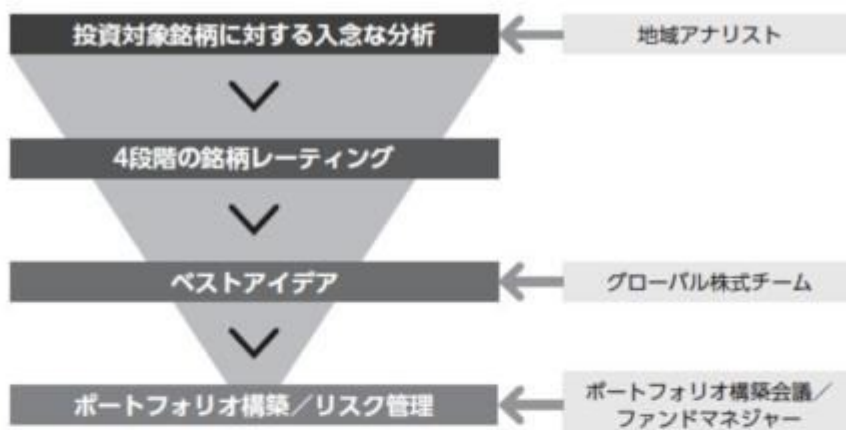 投資対象銘柄に対する入念な分析
地域アナリスト
4段階の銘柄レーティング
ベストアイデア
グローバル株式チーム
ポートフォリオ構築／リスク管理
ポートフォリオ構築会議／
ファンドマネジャー